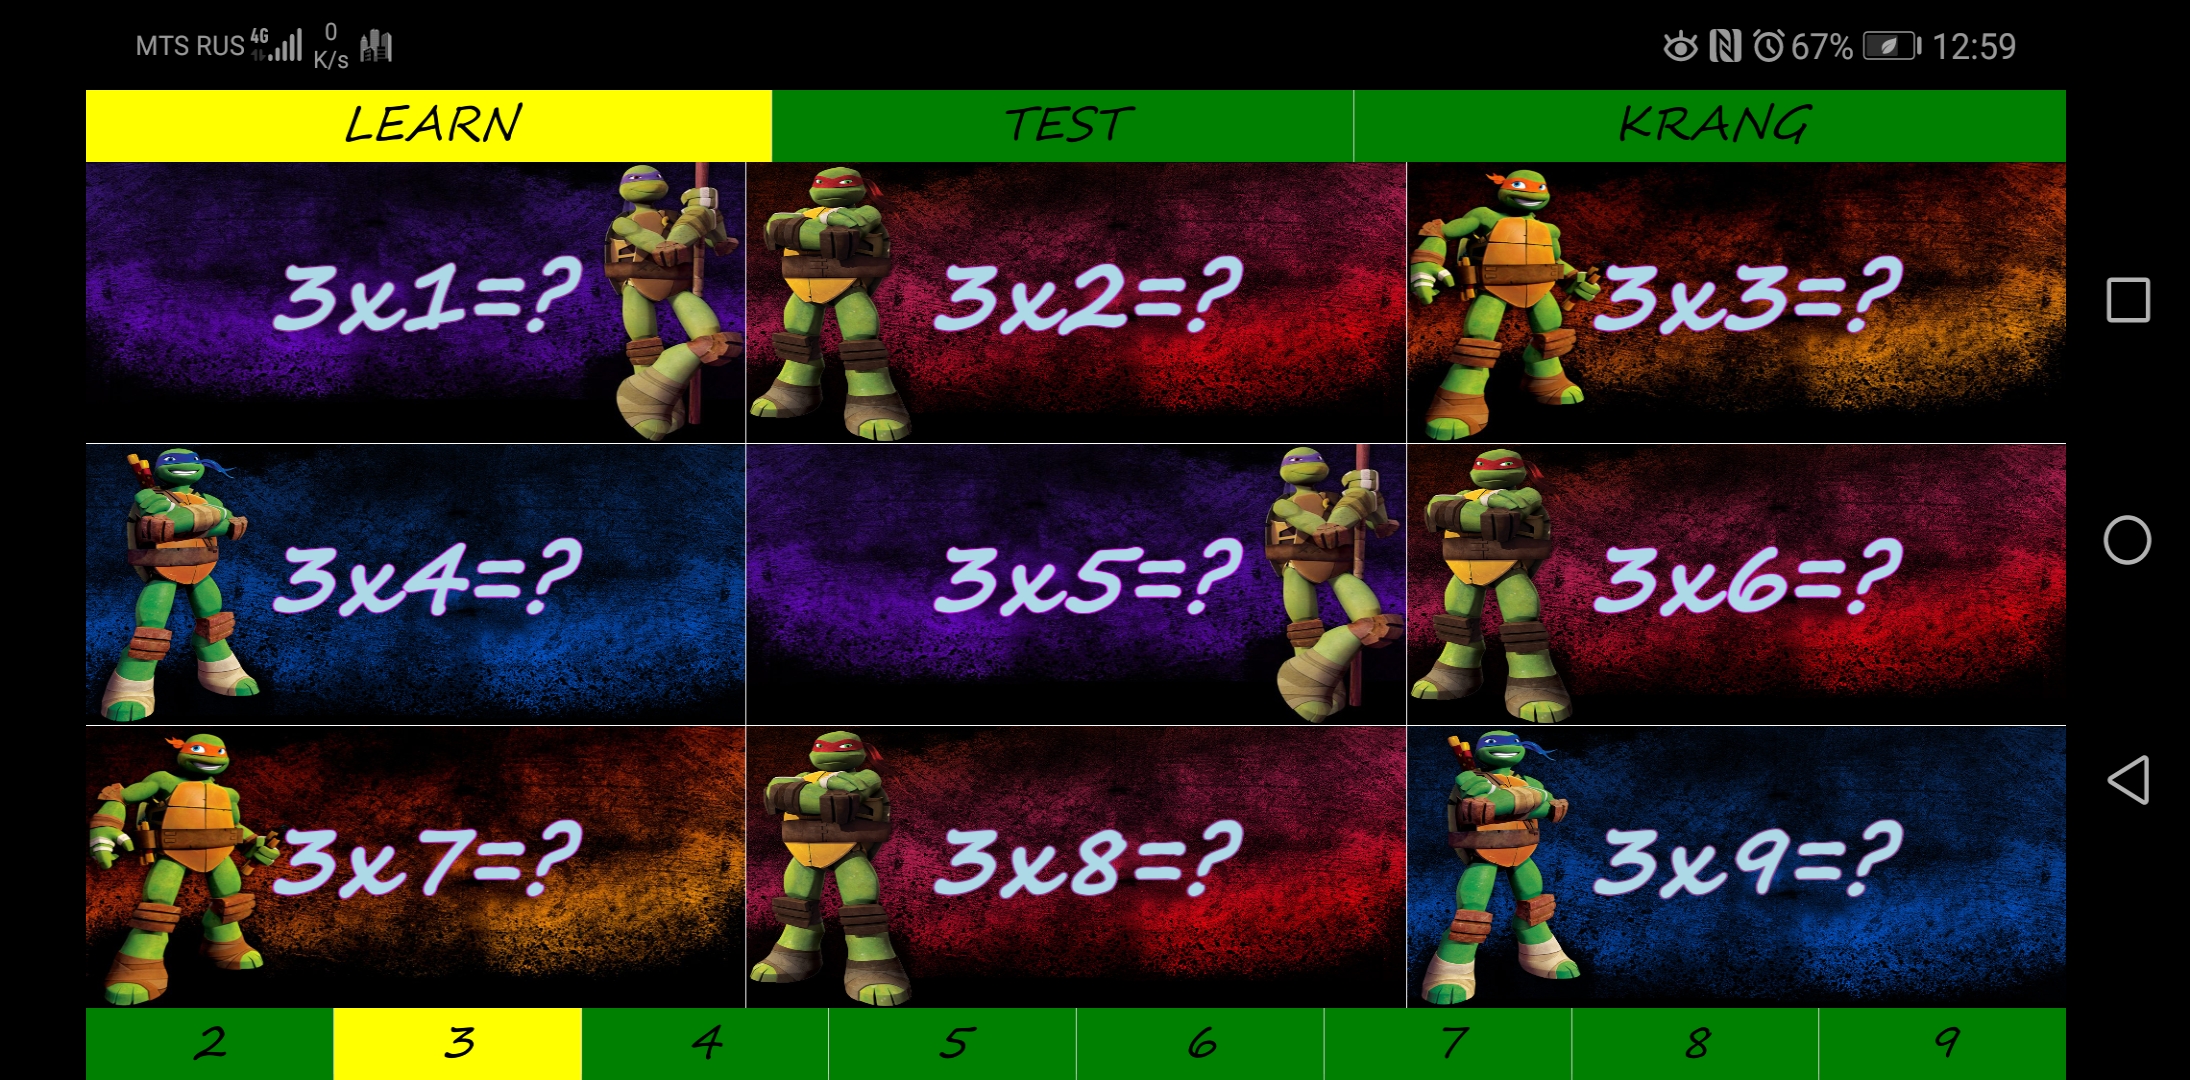 MTS RUS 4G 0 K/s 67% 12:59
LEARN TEST KRANG
3x1=? 3x2=? 3x3=?
3x4=? 3x5=? 3x6=?
3x7=? 3x8=? 3x9=?
2 3 4 5 6 7 8 9